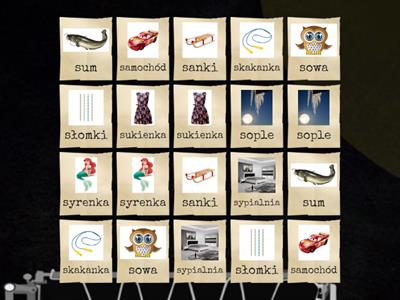 sum
samochód
sanki
skakanka
sowa
słomki
sukienka
sukienka
sople
sople
syrenka
syrenka
sanki
sypialnia
sum
skakanka
sowa
sypialnia
słomki
samochód